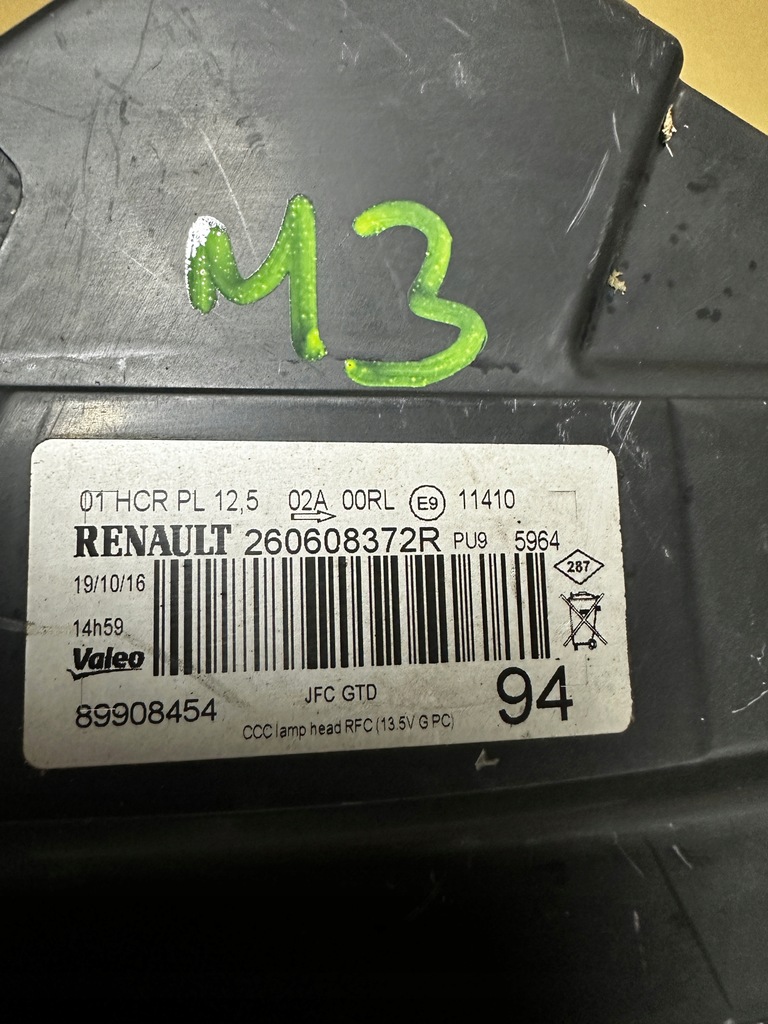 M3
01 HCR PL 12,5 02A 00RL E9 11410
RENAULT 260608372R PU9 5964
19/10/16
287
14h59
Valeo
JFC GTD
94
89908454
CCC lamp head RFC (13.5V G PC)